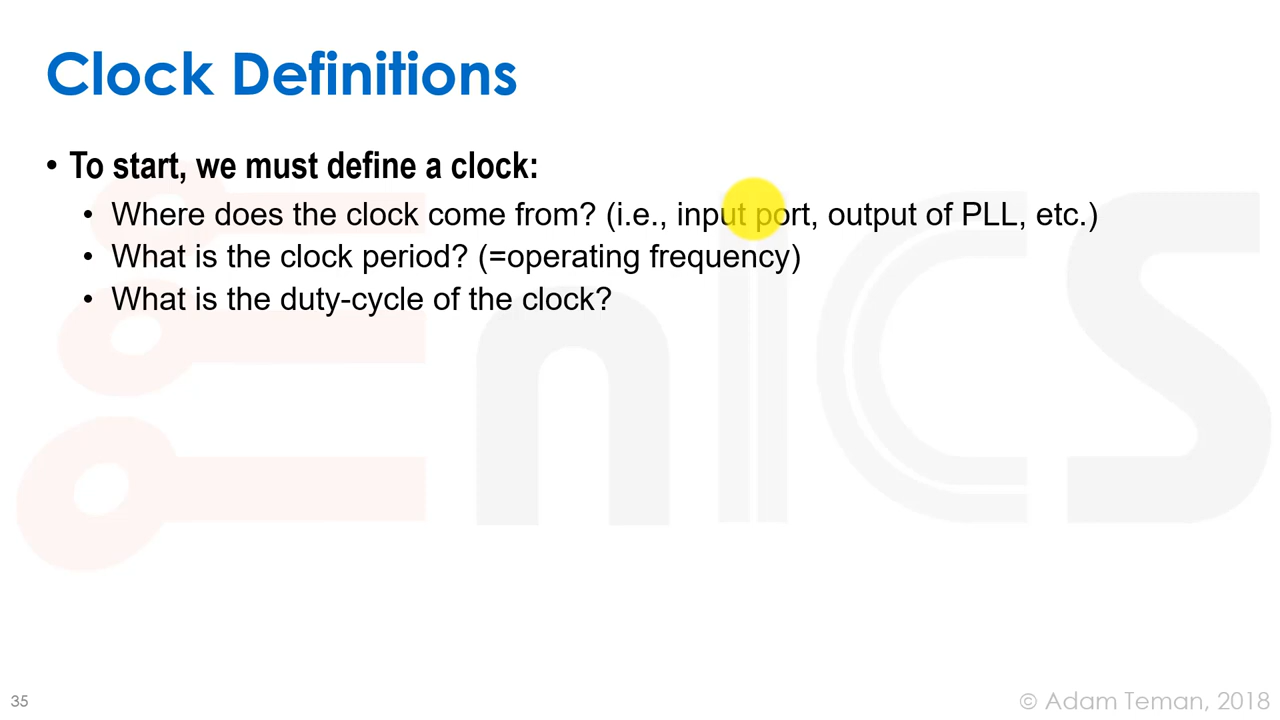 Clock Definitions
• To start, we must define a clock:
• Where does the clock come from? (i.e., input port, output of PLL, etc.)
• What is the clock period? (=operating frequency)
• What is the duty-cycle of the clock?
EnICS
35
© Adam Teman, 2018